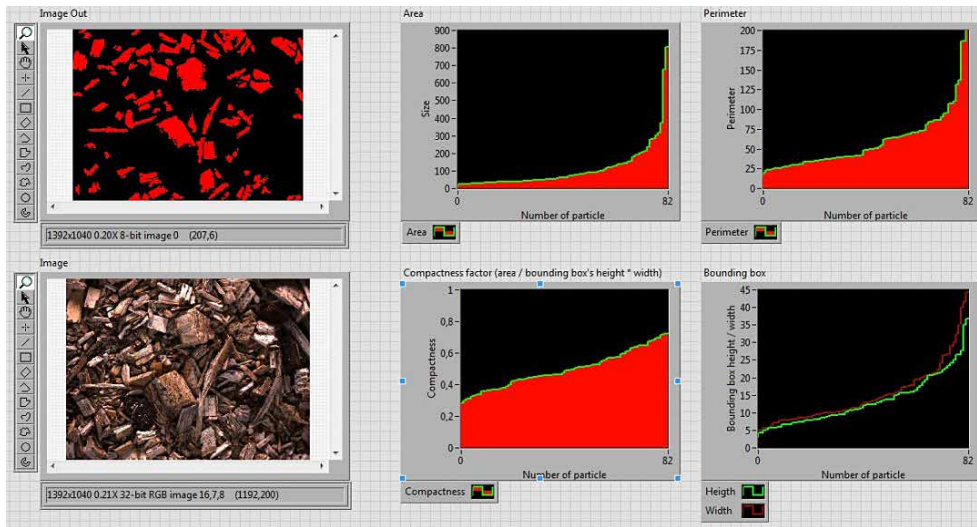 Image Out
1392x1040 0.20X 8-bit image 0 (207,6)
Area
900
800
700
600
500
400
300
200
100
0
Size
0 82
Number of particle
Area
Perimeter
200
175
150
125
100
75
50
25
0
Perimeter
0 82
Number of particle
Perimeter
Image
1392x1040 0.21X 32-bit RGB image 16,7,8 (1192,200)
Compactness factor (area / bounding box's height * width)
1
0,8
0,6
0,4
0,2
0
Compactness
0 82
Number of particle
Compactness
Bounding box
45
40
35
30
25
20
15
10
5
0
Bounding box height / width
0 82
Number of particle
Heigth
Width